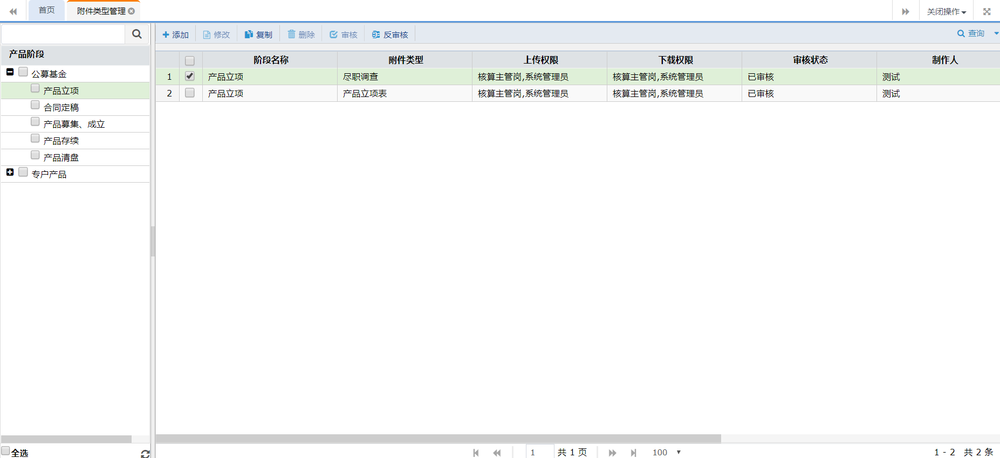 首页 附件类型管理 关闭操作
添加 修改 复制 删除 审核 反审核 查询
产品阶段
公募基金
产品立项
合同定稿
产品募集、成立
产品存续
产品清盘
专户产品
全选
阶段名称 附件类型 上传权限 下载权限 审核状态 制作人
1 产品立项 尽职调查 核算主管岗,系统管理员 核算主管岗,系统管理员 已审核 测试
2 产品立项 产品立项表 核算主管岗,系统管理员 核算主管岗,系统管理员 已审核 测试
1 共 1 页 100 1 - 2 共 2 条